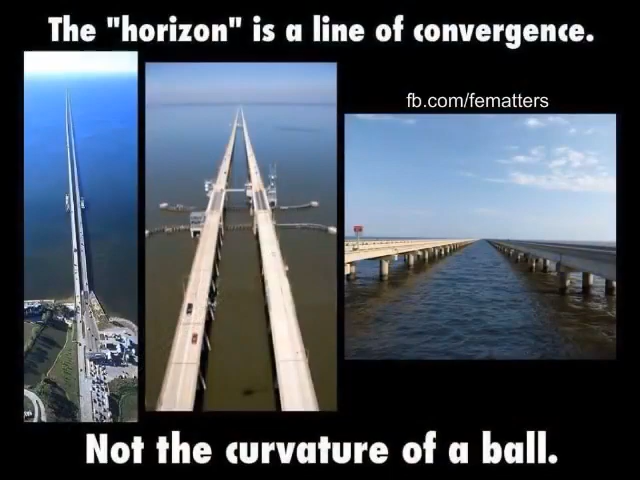 The "horizon" is a line of convergence.
fb.com/fematters
Not the curvature of a ball.